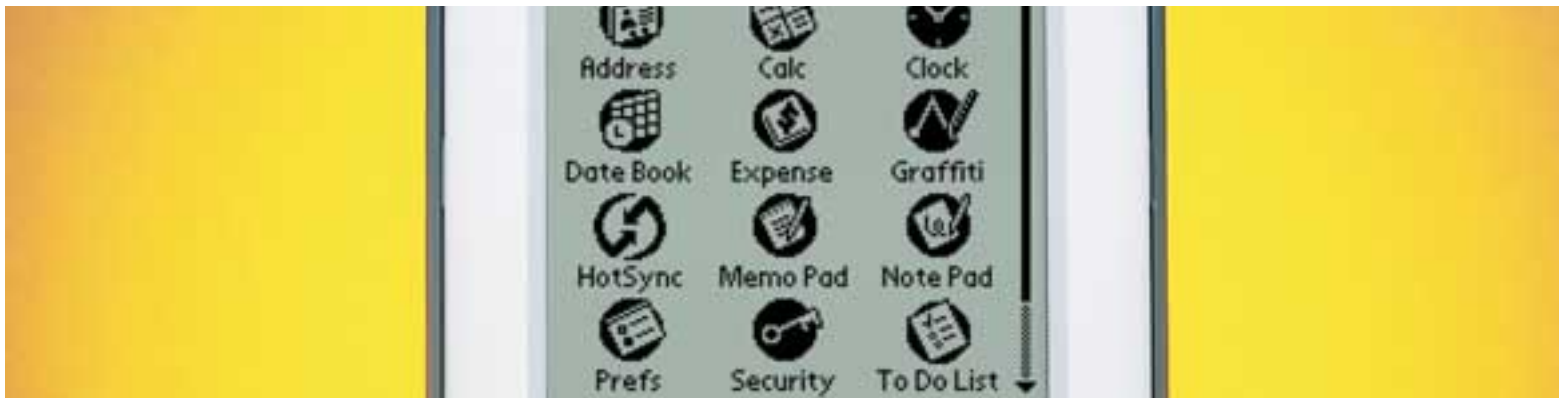 Address Calc Clock
Date Book Expense Graffiti
HotSync Memo Pad Note Pad
Prefs Security To Do List